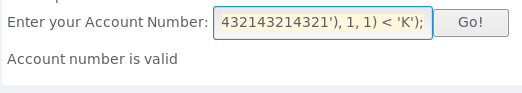 Enter your Account Number: 432143214321'), 1, 1) < 'K'); Go!
Account number is valid